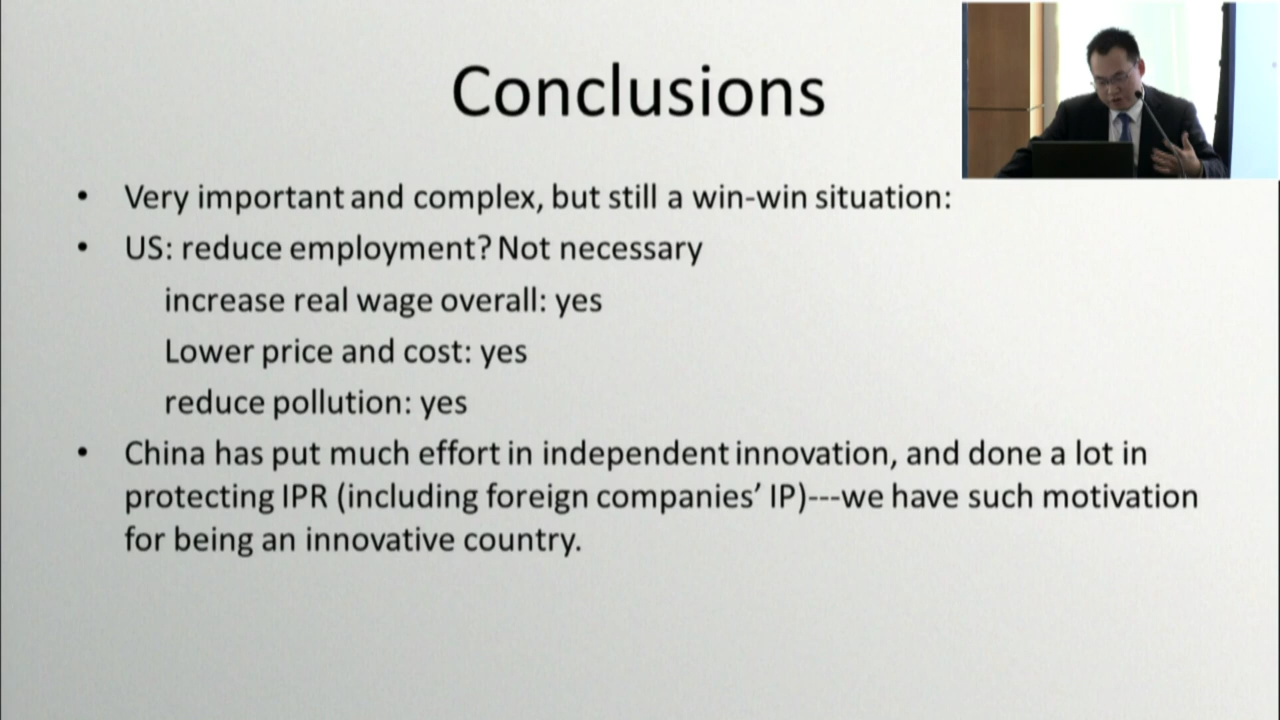 Conclusions
• Very important and complex, but still a win-win situation:
• US: reduce employment? Not necessary
increase real wage overall: yes
Lower price and cost: yes
reduce pollution: yes
• China has put much effort in independent innovation, and done a lot in
protecting IPR (including foreign companies’ IP)---we have such motivation
for being an innovative country.